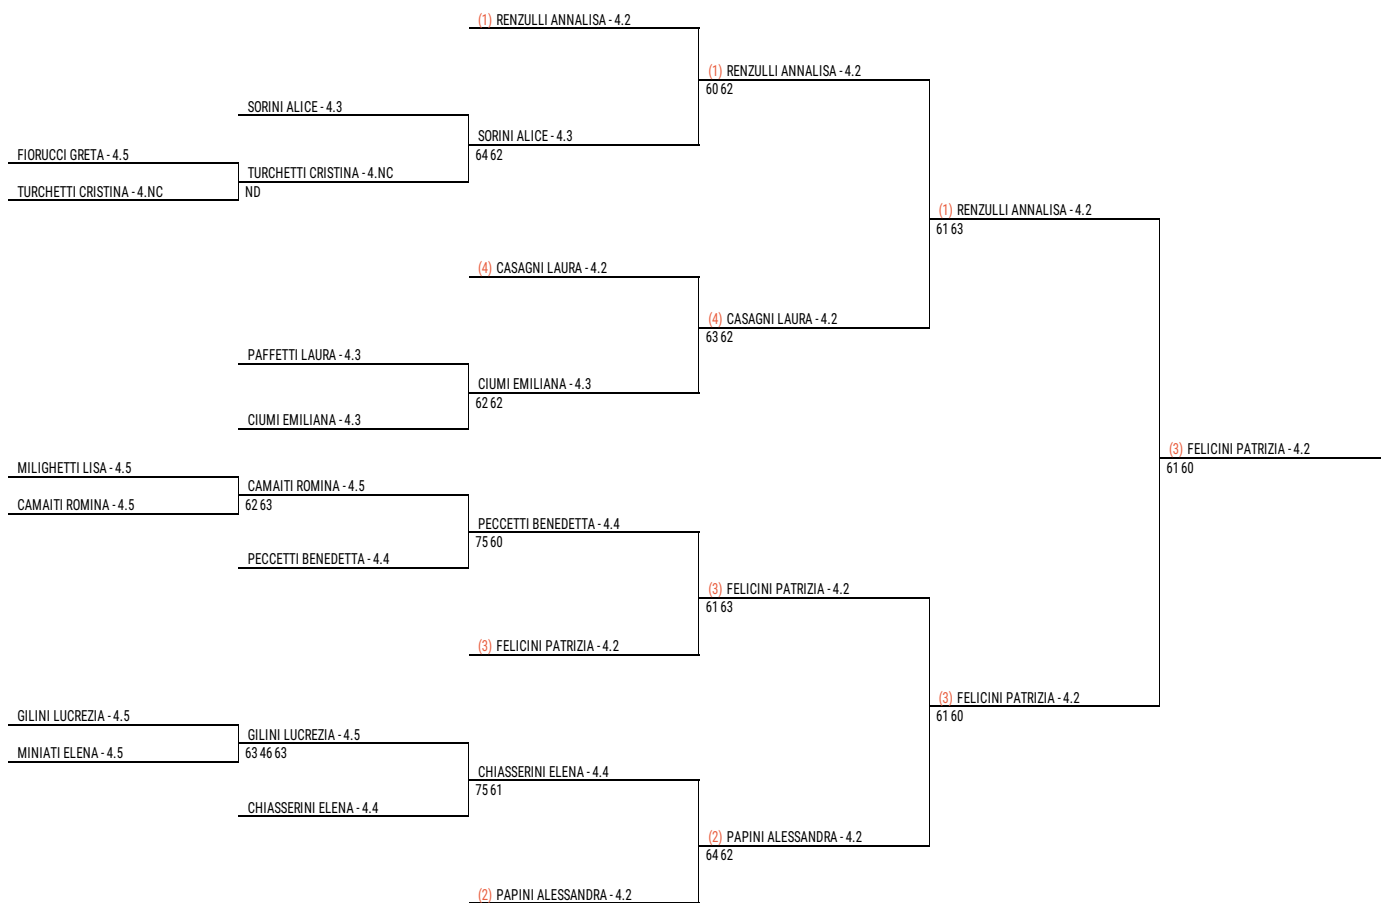 (1) RENZULLI ANNALISA - 4.2
(1) RENZULLI ANNALISA - 4.2
60 62
SORINI ALICE - 4.3
SORINI ALICE - 4.3
64 62
FIORUCCI GRETA - 4.5
TURCHETTI CRISTINA - 4.NC
TURCHETTI CRISTINA - 4.NC
ND
(1) RENZULLI ANNALISA - 4.2
61 63
(4) CASAGNI LAURA - 4.2
(4) CASAGNI LAURA - 4.2
63 62
PAFFETTI LAURA - 4.3
CIUMI EMILIANA - 4.3
62 62
CIUMI EMILIANA - 4.3
(3) FELICINI PATRIZIA - 4.2
61 60
MILIGHETTI LISA - 4.5
CAMAITI ROMINA - 4.5
62 63
CAMAITI ROMINA - 4.5
PECCETTI BENEDETTA - 4.4
75 60
PECCETTI BENEDETTA - 4.4
(3) FELICINI PATRIZIA - 4.2
61 63
(3) FELICINI PATRIZIA - 4.2
(3) FELICINI PATRIZIA - 4.2
61 60
GILINI LUCREZIA - 4.5
GILINI LUCREZIA - 4.5
63 46 63
MINIATI ELENA - 4.5
CHIASSERINI ELENA - 4.4
75 61
CHIASSERINI ELENA - 4.4
(2) PAPINI ALESSANDRA - 4.2
64 62
(2) PAPINI ALESSANDRA - 4.2